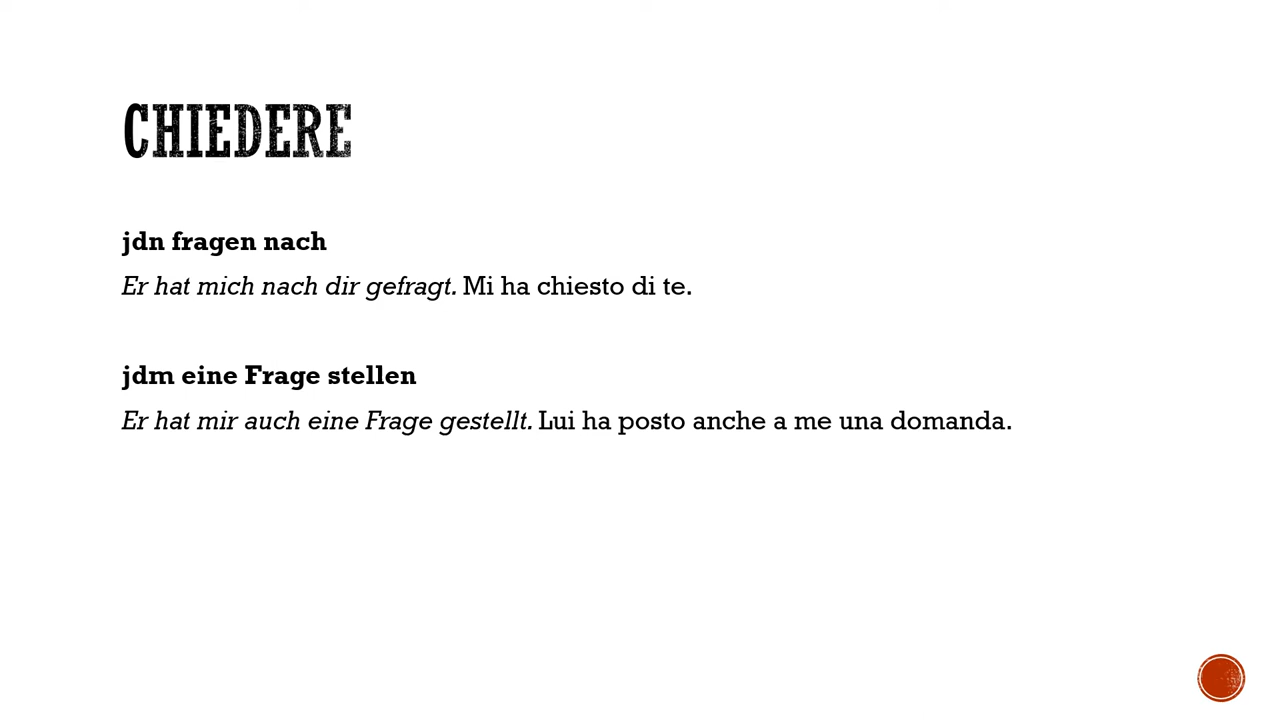 CHIEDERE
jdn fragen nach
Er hat mich nach dir gefragt. Mi ha chiesto di te.
jdm eine Frage stellen
Er hat mir auch eine Frage gestellt. Lui ha posto anche a me una domanda.